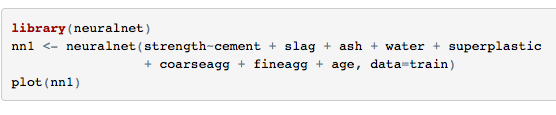 library(neuralnet)
nn1 <- neuralnet(strength~cement + slag + ash + water + superplastic
+ coarseagg + fineagg + age, data=train)
plot(nn1)